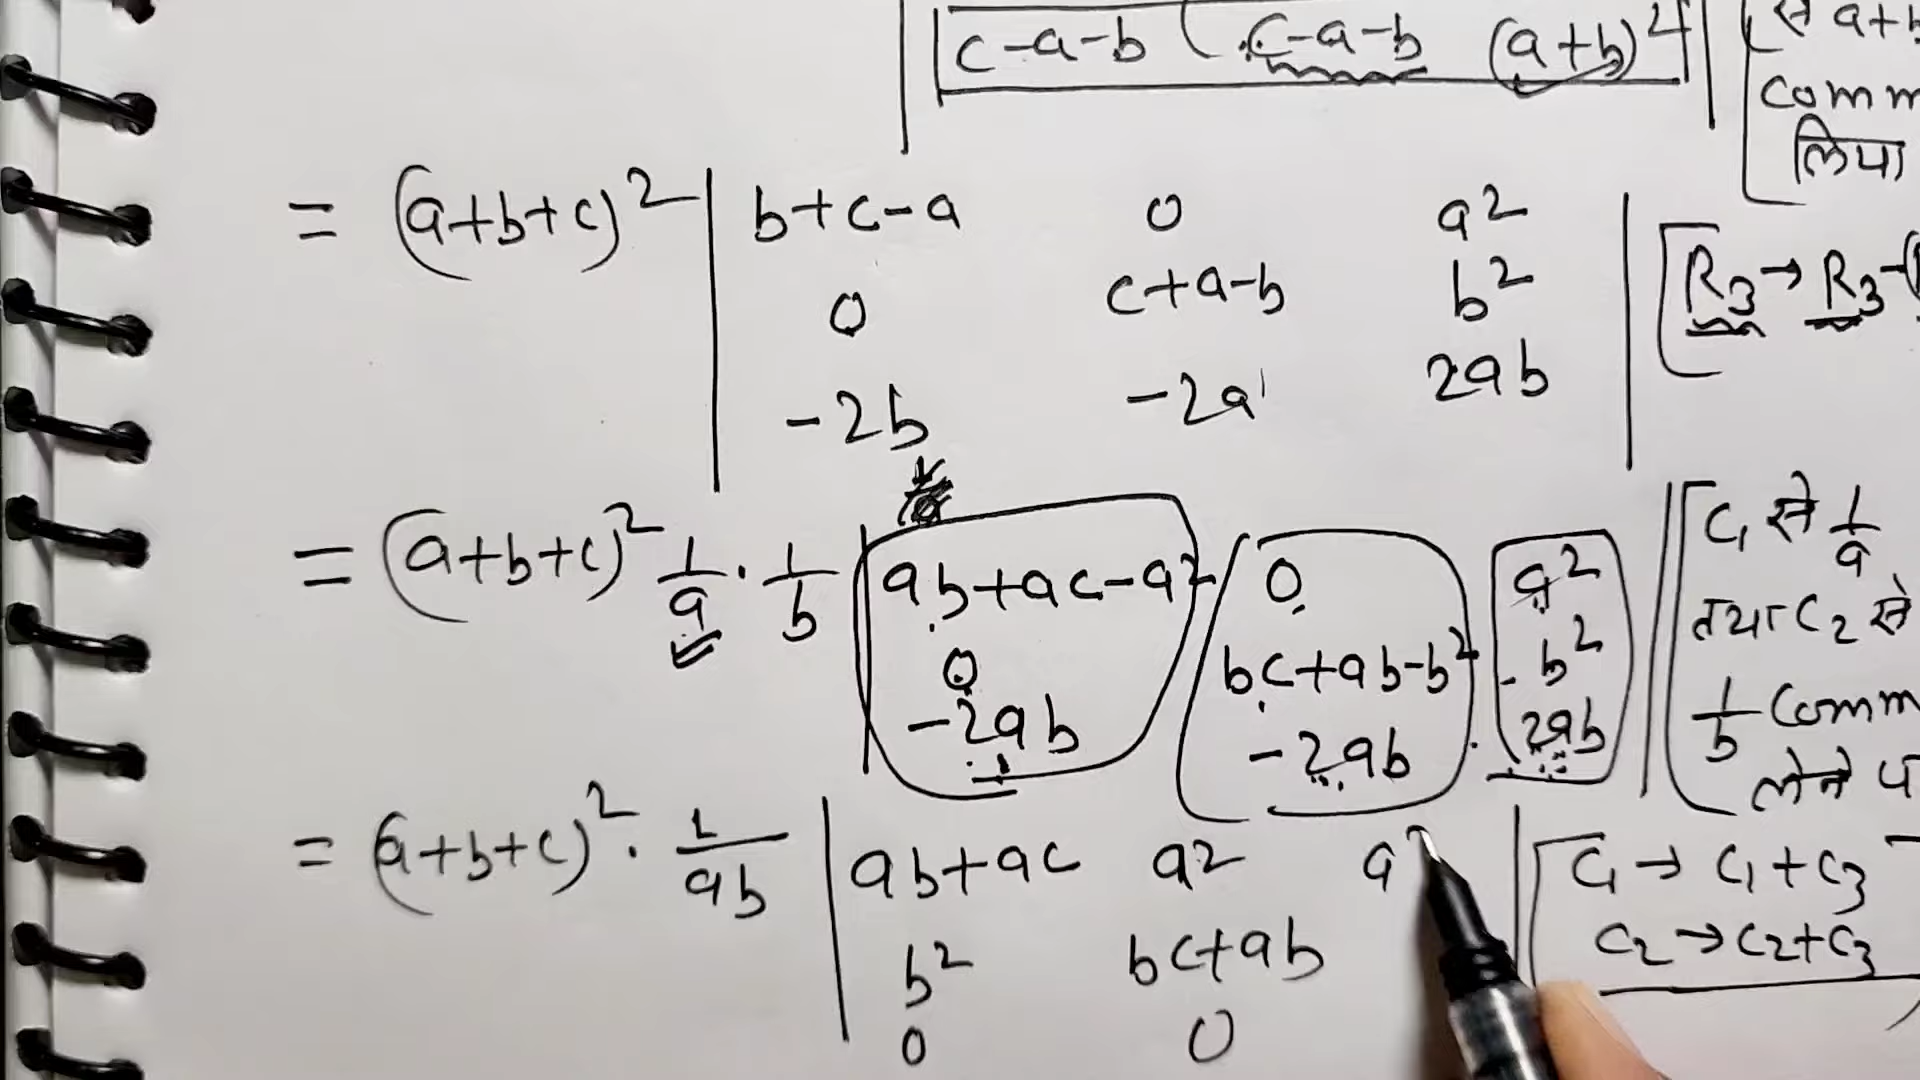 c-a-b c-a-b (a+b)²
से a+b
comm
लिया
= (a+b+c)² | b+c-a 0 a² |
0 c+a-b b²
-2b -2a 2ab
[R₃→R₃-(
= (a+b+c)² 1/a · 1/b | ab+ac-a² 0 a² |
0 bc+ab-b² b²
-2ab -2ab 2ab
[C₁ से 1/a
तथा C₂ से
1/b Comm
लेने प
= (a+b+c)² · 1/ab | ab+ac a² a
b² bc+ab
0 0
[C₁→C₁+C₃
C₂→C₂+C₃